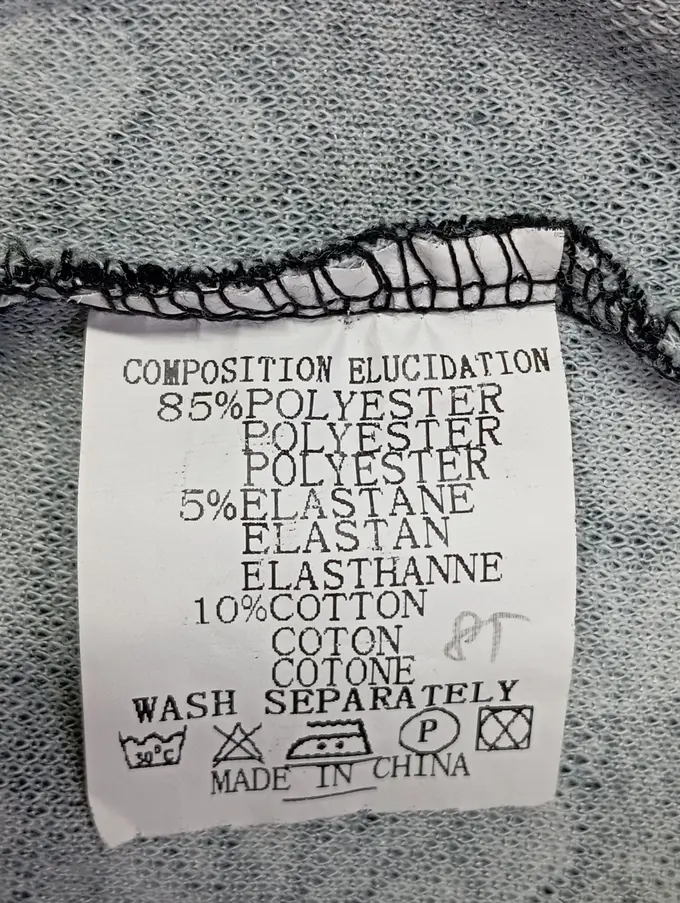 COMPOSITION ELUCIDATION
85%POLYESTER
POLYESTER
POLYESTER
5%ELASTANE
ELASTAN
ELASTHANNE
10%COTTON
COTON
COTONE
WASH SEPARATELY
30°C P
MADE IN CHINA